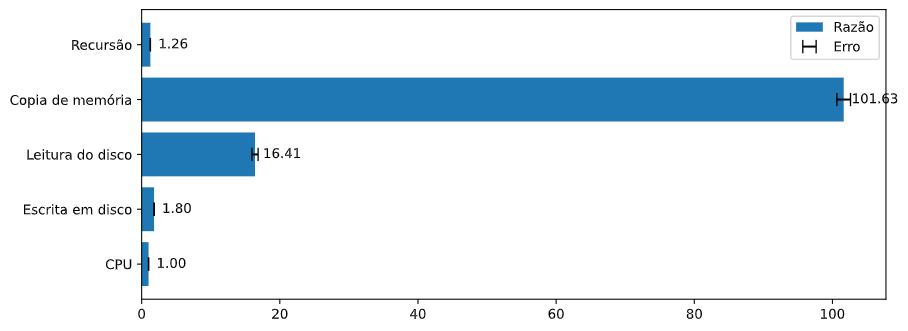 Razão
Erro
Recursão
1.26
Copia de memória
101.63
Leitura do disco
16.41
Escrita em disco
1.80
CPU
1.00
0 20 40 60 80 100